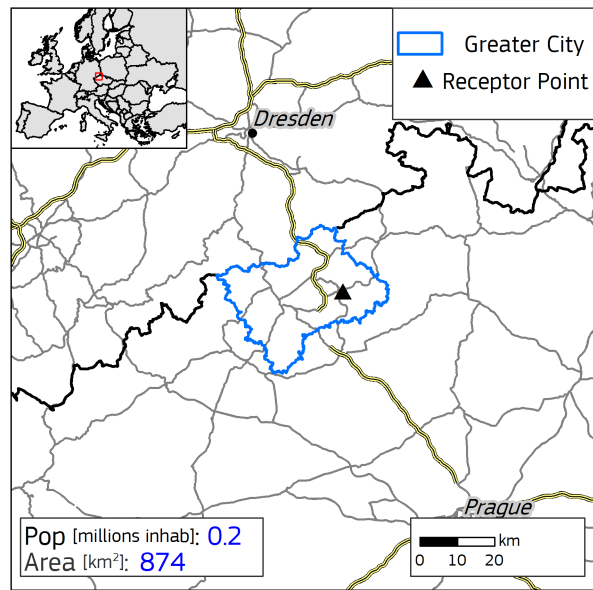 Greater City
Receptor Point
Dresden
Prague
Pop [millions inhab]: 0.2
Area [km²]: 874
km
0 10 20